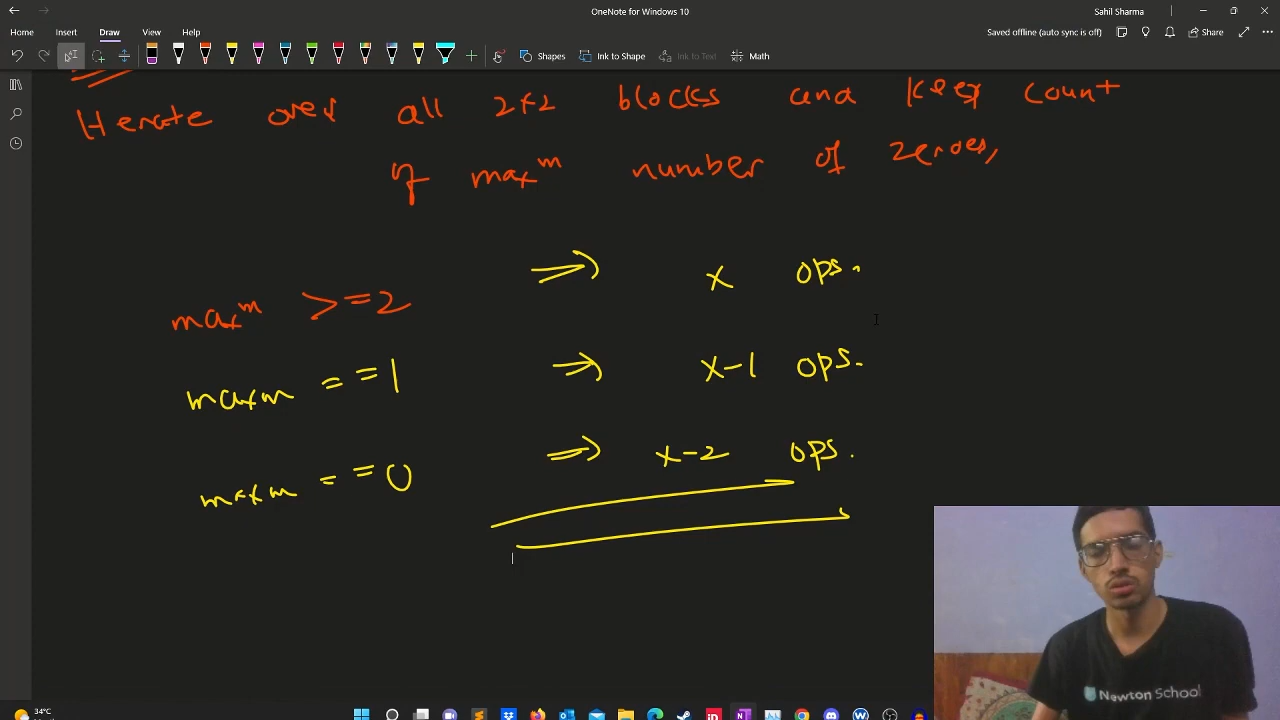 OneNote for Windows 10
Sahil Sharma
Home Insert Draw View Help
Saved offline (auto sync is off) Share
Shapes Ink to Shape Ink to Text Math
Iterate over all 2x2 blocks and keep count
of maxm number of zeroes,
maxm >=2 => x ops.
maxm ==1 => x-1 ops.
maxm ==0 => x-2 ops.
Newton School
34°C